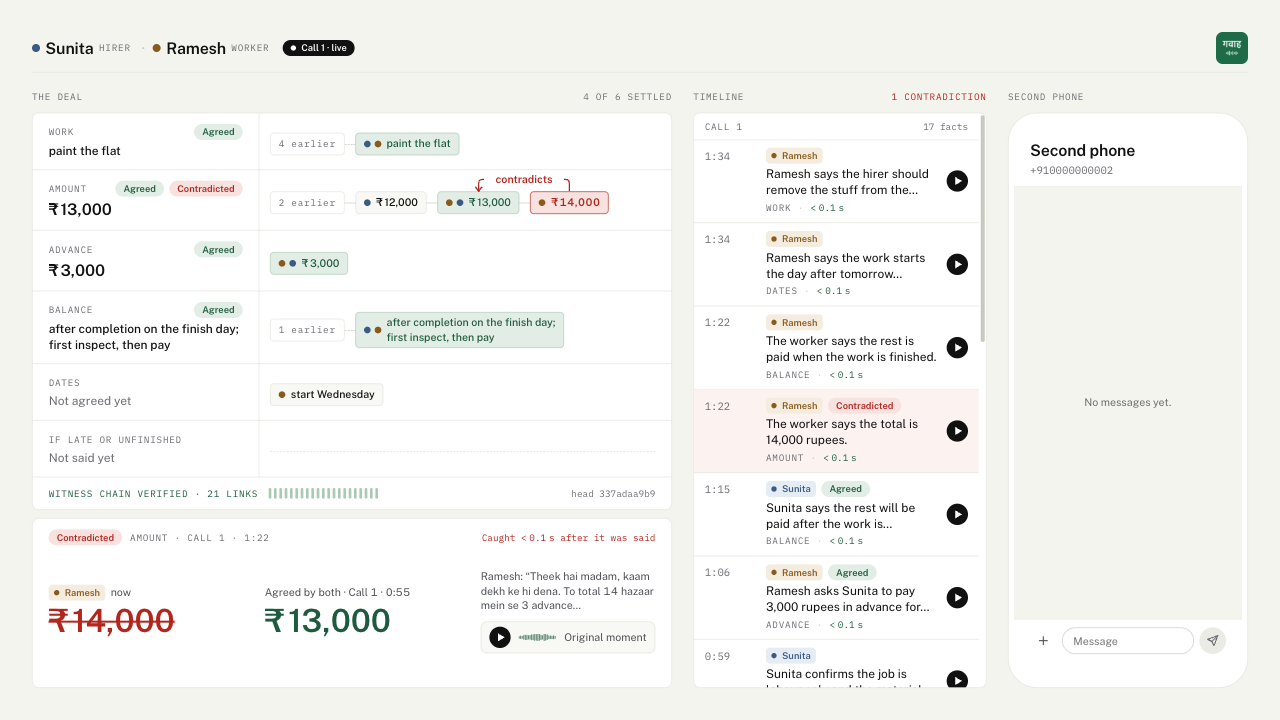 Sunita HIRER · Ramesh WORKER Call 1 · live
गवाह
THE DEAL
4 OF 6 SETTLED
WORK
Agreed
paint the flat
4 earlier
paint the flat
AMOUNT
Agreed
Contradicted
₹13,000
contradicts
2 earlier
₹12,000
₹13,000
₹14,000
ADVANCE
Agreed
₹3,000
₹3,000
BALANCE
Agreed
after completion on the finish day;
first inspect, then pay
1 earlier
after completion on the finish day;
first inspect, then pay
DATES
Not agreed yet
start Wednesday
IF LATE OR UNFINISHED
Not said yet
WITNESS CHAIN VERIFIED · 21 LINKS
head 337adaa9b9
Contradicted AMOUNT · CALL 1 · 1:22
Caught <0.1s after it was said
Ramesh now
₹14,000
Agreed by both · Call 1 · 0:55
₹13,000
Ramesh: “Theek hai madam, kaam
dekh ke hi dena. To total 14 hazaar
mein se 3 advance…
Original moment
TIMELINE
1 CONTRADICTION
CALL 1
17 facts
1:34
Ramesh
Ramesh says the hirer should
remove the stuff from the…
WORK · <0.1s
1:34
Ramesh
Ramesh says the work starts
the day after tomorrow…
DATES · <0.1s
1:22
Ramesh
The worker says the rest is
paid when the work is finished.
BALANCE · <0.1s
1:22
Ramesh
Contradicted
The worker says the total is
14,000 rupees.
AMOUNT · <0.1s
1:15
Sunita
Agreed
Sunita says the rest will be
paid after the work is…
BALANCE · <0.1s
1:06
Ramesh
Agreed
Ramesh asks Sunita to pay
3,000 rupees in advance for…
ADVANCE · <0.1s
0:59
Sunita
Sunita confirms the job is
SECOND PHONE
Second phone
+910000000002
No messages yet.
+
Message